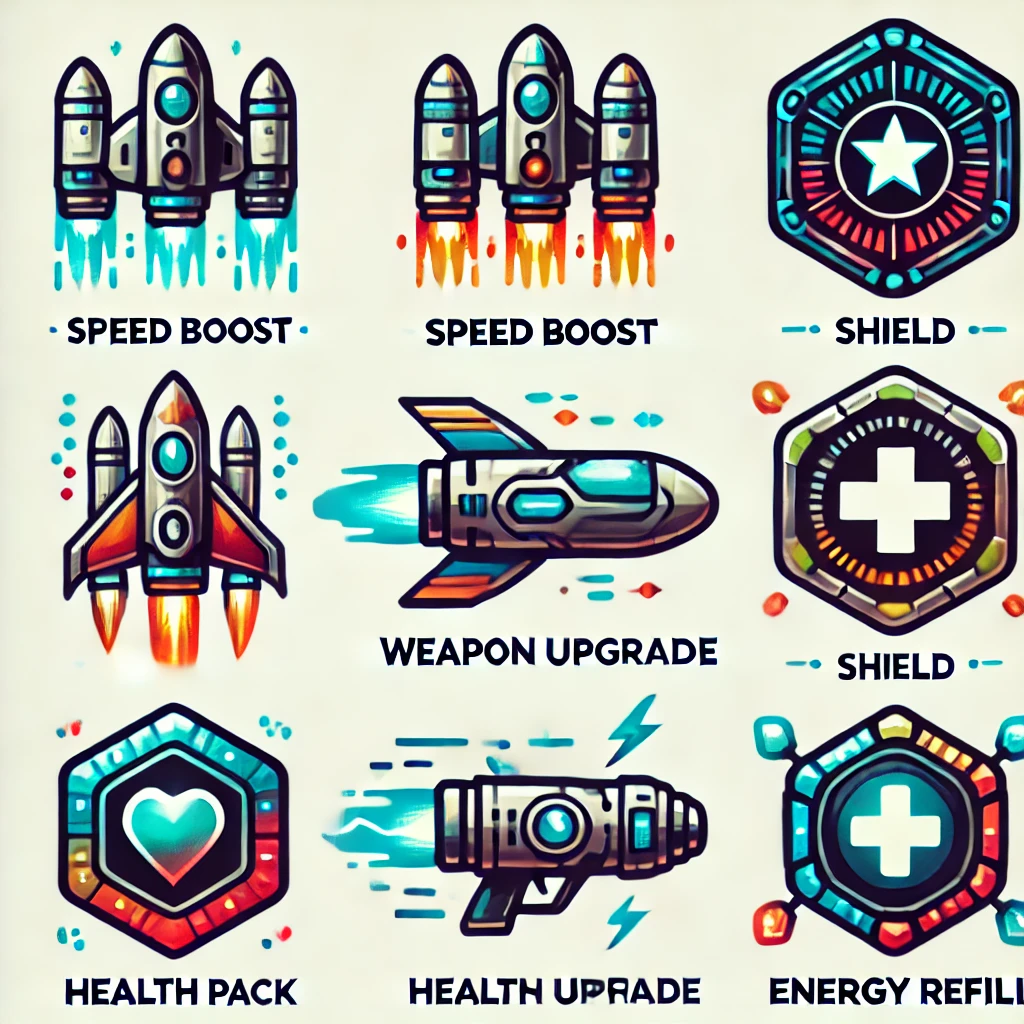 SPEED BOOST
SPEED BOOST
SHIELD
WEAPON UPGRADE
SHIELD
HEALTH PACK
HEALTH UPRADE
ENERGY REFILL